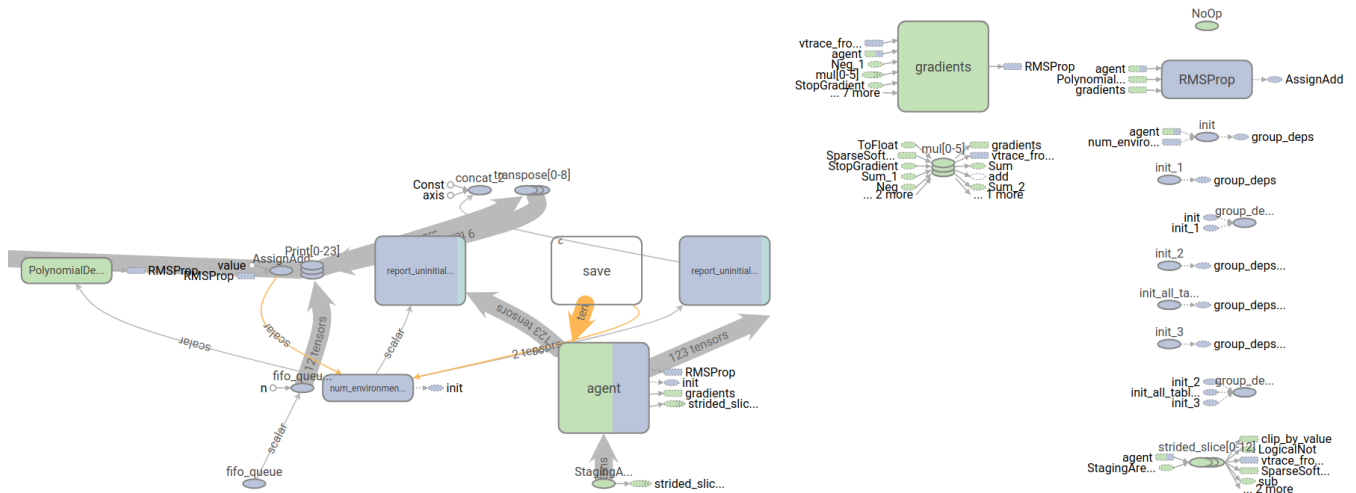 NoOp
vtrace_fro...
agent
Neg_1
mul[0-5]
StopGradient
... 7 more
gradients
RMSProp
agent
Polynomial...
gradients
RMSProp
AssignAdd
init
agent
num_enviro...
group_deps
ToFloat
SparseSoft...
StopGradient
Sum_1
Neg
... 2 more
mul[0-5]
gradients
vtrace_fro...
Sum
add
Sum_2
... 1 more
init_1
group_deps
Const
axis
concat_2
transpose[0-8]
init
init_1
group_de...
PolynomialDe...
RMSProp
value
RMSProp
AssignAdd
Print[0-23]
report_uninitial...
save
report_uninitial...
init_2
group_deps...
init_all_ta...
group_deps...
init_3
group_deps...
scalar
scalar
12 tensors
scalar
123 tensors
ten
2 tensors
123 tensors
n
fifo_queu...
num_environmen...
init
agent
RMSProp
init
gradients
strided_slic...
init_2
init_all_tabl...
init_3
group_de...
scalar
fifo_queue
StagingA...
strided_slic...
strided_slice[0-12]
agent
StagingAre...
clip_by_value
LogicalNot
vtrace_fro...
SparseSoft...
sub
... 2 more